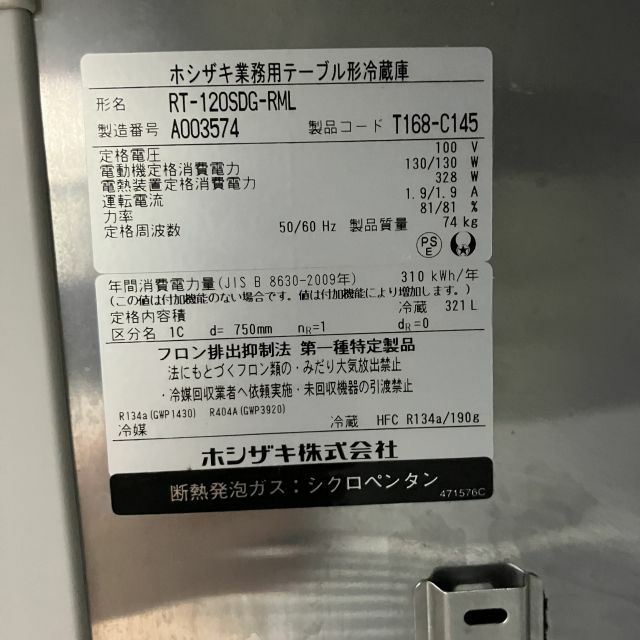 ホシザキ業務用テーブル形冷蔵庫
形名 RT-120SDG-RML
製造番号 A003574 製品コード T168-C145
定格電圧 100 V
電動機定格消費電力 130/130 W
電熱装置定格消費電力 328 W
運転電流 1.9/1.9 A
力率 81/81 %
定格周波数 50/60 Hz 製品質量 74 kg
PS
E
年間消費電力量(JIS B 8630-2009年) 310 kWh/年
(この値は付加機能のない場合です。値は付加機能により増加します。)
定格内容積 冷蔵 321 L
区分名 1C d= 750mm nR=1 dR=0
フロン排出抑制法 第一種特定製品
法にもとづくフロン類の・みだり大気放出禁止
・冷媒回収業者へ依頼実施・未回収機器の引渡禁止
R134a(GWP1430) R404A(GWP3920)
冷媒 冷蔵 HFC R134a/190g
ホシザキ株式会社
断熱発泡ガス:シクロペンタン
471576C